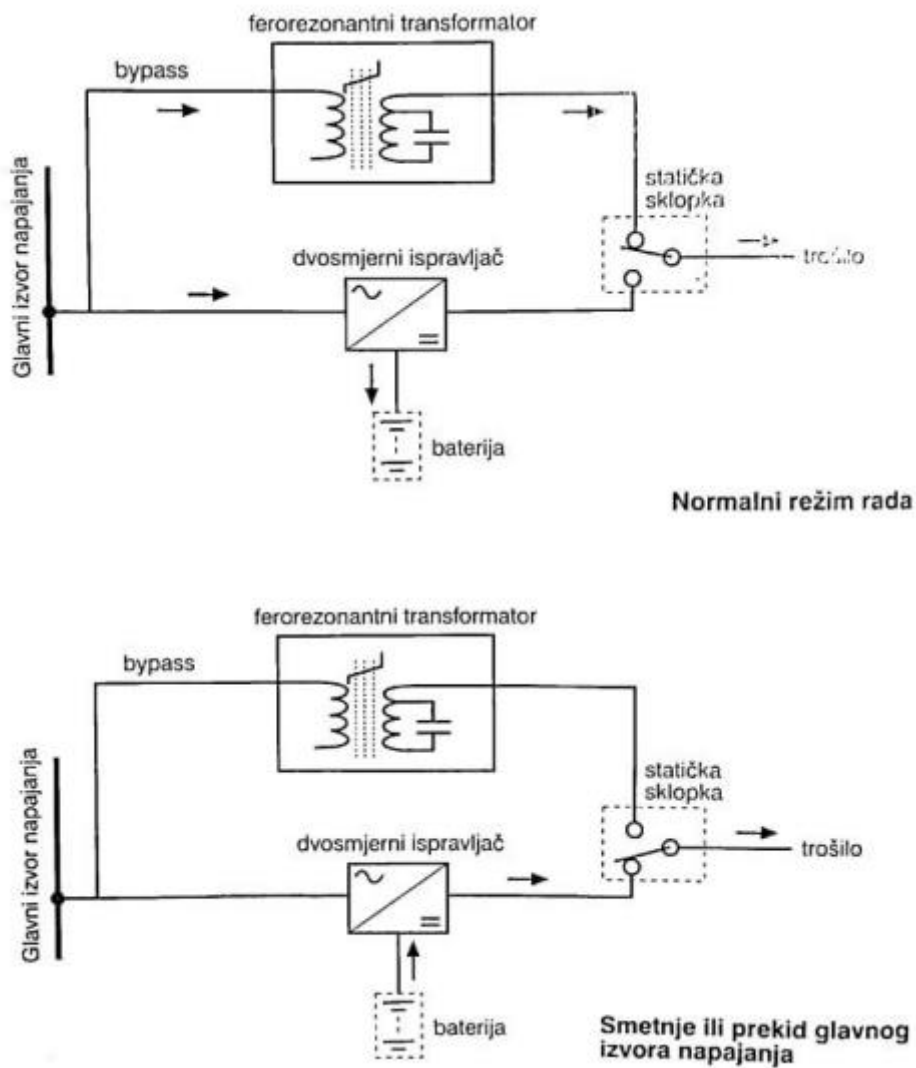 ferorezonantni transformator
bypass
statička
sklopka
Glavni izvor napajanja
dvosmjerni ispravljač
trošilo
baterija
Normalni režim rada
ferorezonantni transformator
bypass
statička
sklopka
Glavni izvor napajanja
dvosmjerni ispravljač
trošilo
baterija
Smetnje ili prekid glavnog
izvora napajanja